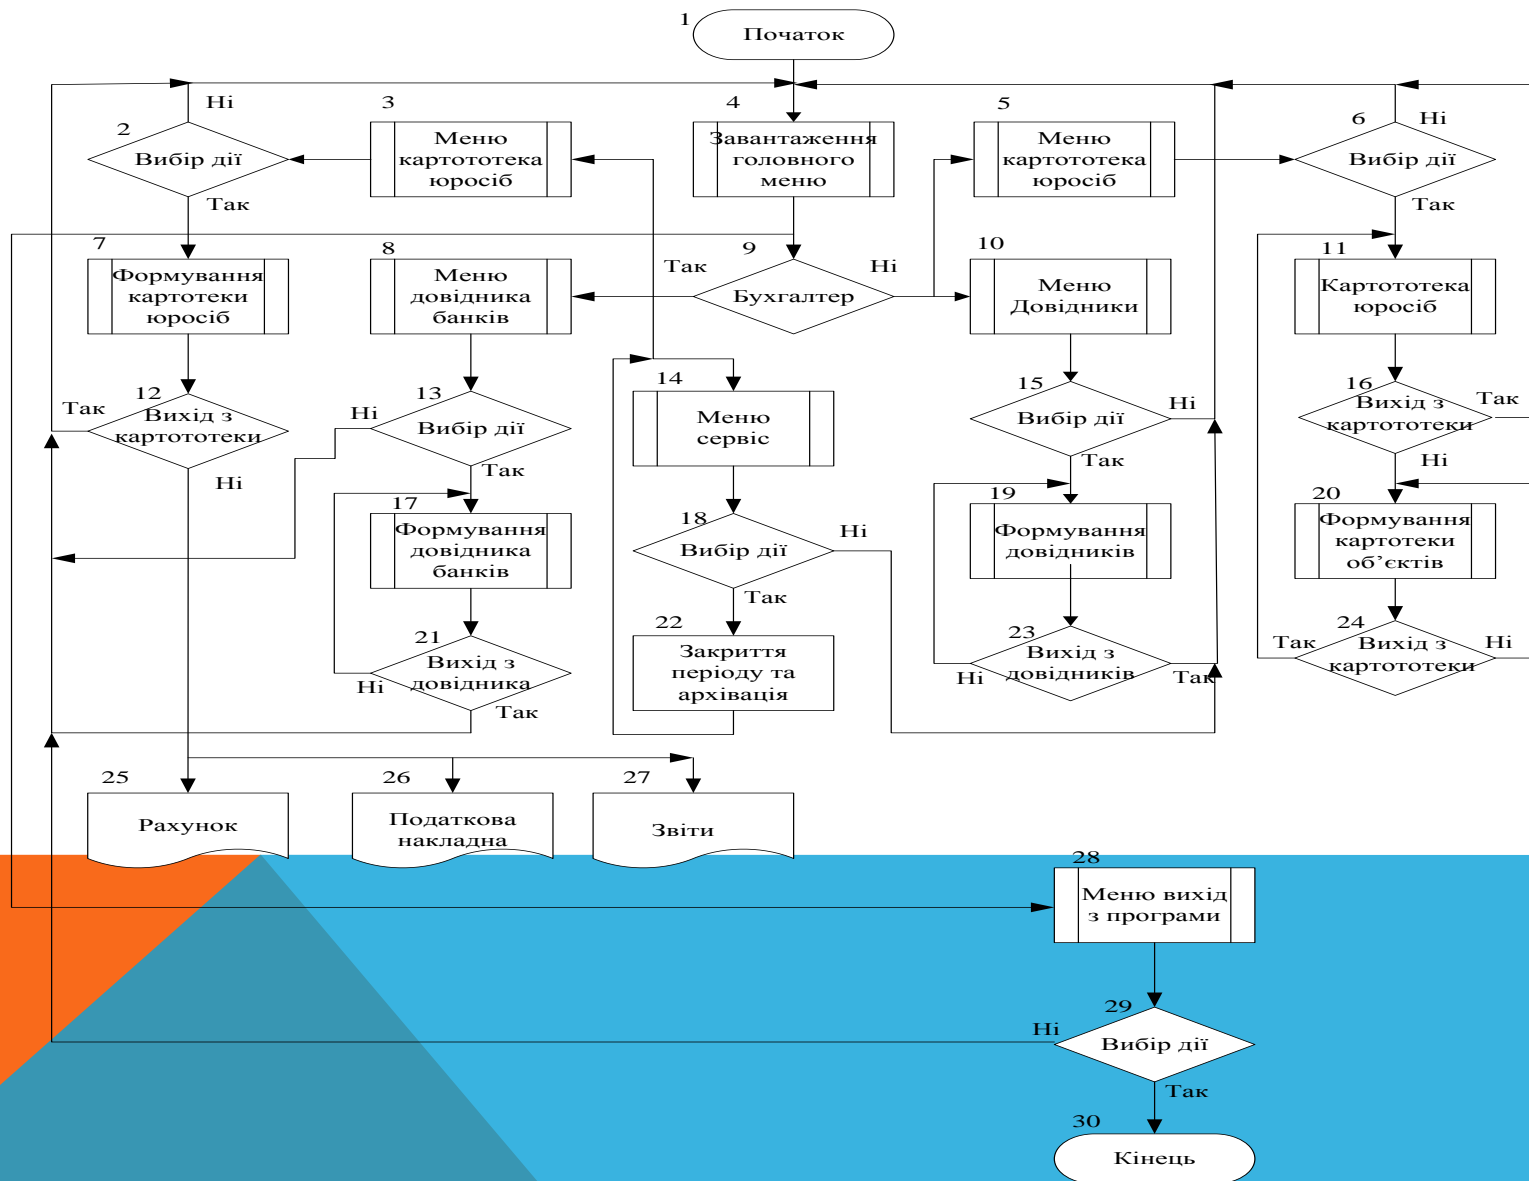 1
Початок
Ні
2
Вибір дії
Так
3
Меню
картототека
юросіб
4
Завантаження
головного
меню
5
Меню
картототека
юросіб
6
Ні
Вибір дії
Так
7
Формування
картотеки
юросіб
8
Меню
довідника
банків
9
Так
Ні
Бухгалтер
10
Меню
Довідники
11
Картототека
юросіб
12
Так
Вихід з
картототеки
Ні
13
Ні
Вибір дії
Так
14
Меню
сервіс
15
Вибір дії
Ні
Так
16
Вихід з
картототеки
Так
Ні
17
Формування
довідника
банків
18
Ні
Вибір дії
Так
19
Формування
довідників
20
Формування
картотеки
об’єктів
21
Вихід з
довідника
Ні
Так
22
Закриття
періоду та
архівація
23
Вихід з
довідників
Ні
Так
24
Так
Вихід з
картототеки
Ні
25
Рахунок
26
Податкова
накладна
27
Звіти
28
Меню вихід
з програми
29
Ні
Вибір дії
Так
30
Кінець